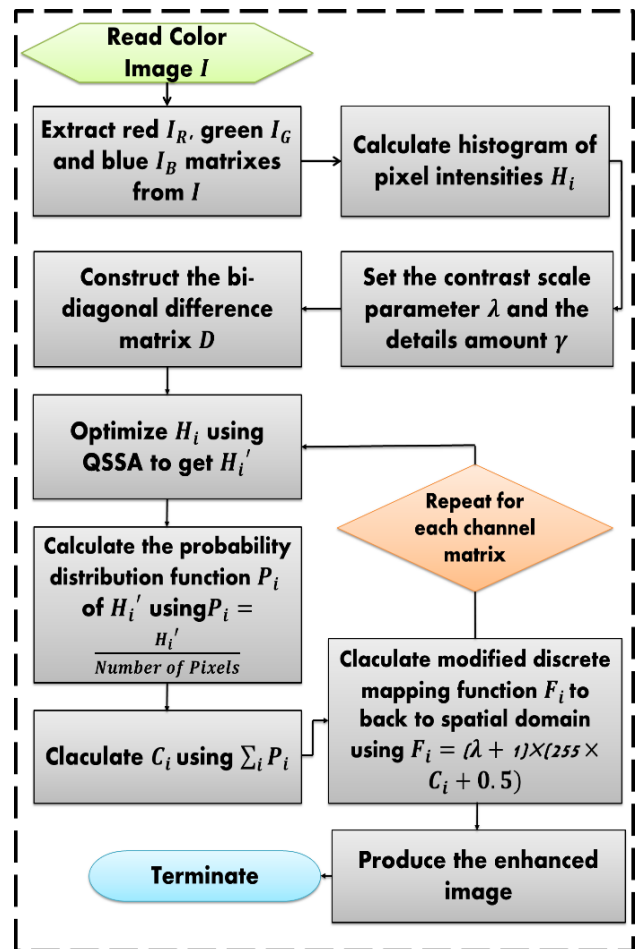 Read Color
Image I
Extract red I_R, green I_G
and blue I_B matrixes
from I
Calculate histogram of
pixel intensities H_i
Set the contrast scale
parameter λ and the
details amount γ
Construct the bi-
diagonal difference
matrix D
Optimize H_i using
QSSA to get H_i'
Calculate the probability
distribution function P_i
of H_i' usingP_i =
H_i'
Number of Pixels
Claculate C_i using ∑_i P_i
Claculate modified discrete
mapping function F_i to
back to spatial domain
using F_i = (λ + 1)×(255 ×
C_i + 0.5)
Repeat for
each channel
matrix
Produce the enhanced
image
Terminate